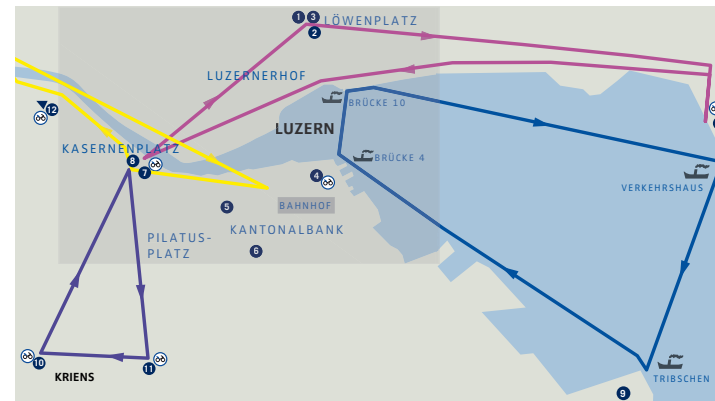 1 3 LÖWENPLATZ
2
LUZERNERHOF
BRÜCKE 10
12
LUZERN
KASERNENPLATZ
BRÜCKE 4
8
7
4
VERKEHRSHAUS
5
BAHNHOF
KANTONALBANK
PILATUS-
PLATZ
6
10
11
KRIENS
TRIBSCHEN
9